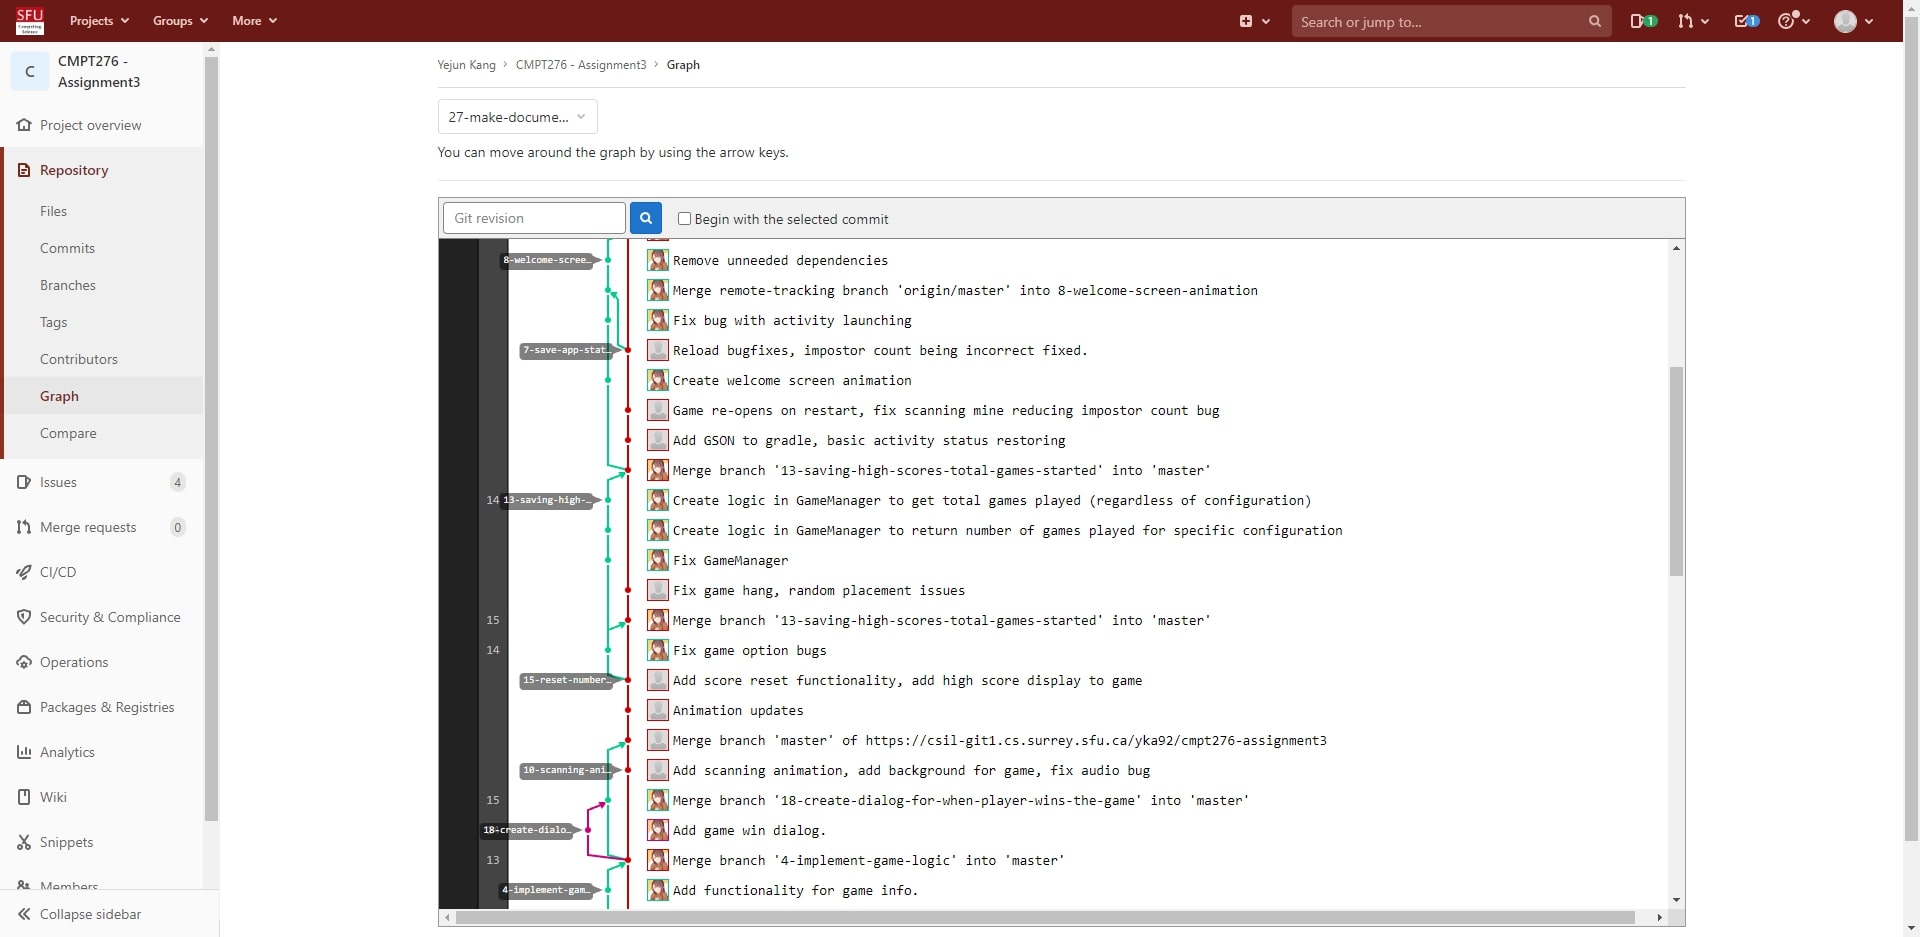 SFU
Computing
Science
Projects
Groups
More
Search or jump to...
1
1
C
CMPT276 -
Assignment3
Project overview
Repository
Files
Commits
Branches
Tags
Contributors
Graph
Compare
Issues
4
Merge requests
0
CI/CD
Security & Compliance
Operations
Packages & Registries
Analytics
Wiki
Snippets
Members
Collapse sidebar
Yejun Kang > CMPT276 - Assignment3 > Graph
27-make-docume...
You can move around the graph by using the arrow keys.
Git revision
Begin with the selected commit
8-welcome-scree… Remove unneeded dependencies
Merge remote-tracking branch 'origin/master' into 8-welcome-screen-animation
Fix bug with activity launching
7-save-app-stat… Reload bugfixes, impostor count being incorrect fixed.
Create welcome screen animation
Game re-opens on restart, fix scanning mine reducing impostor count bug
Add GSON to gradle, basic activity status restoring
Merge branch '13-saving-high-scores-total-games-started' into 'master'
14 13-saving-high-… Create logic in GameManager to get total games played (regardless of configuration)
Create logic in GameManager to return number of games played for specific configuration
Fix GameManager
Fix game hang, random placement issues
15 Merge branch '13-saving-high-scores-total-games-started' into 'master'
14 Fix game option bugs
15-reset-number… Add score reset functionality, add high score display to game
Animation updates
Merge branch 'master' of https://csil-git1.cs.surrey.sfu.ca/yka92/cmpt276-assignment3
10-scanning-ani… Add scanning animation, add background for game, fix audio bug
15 Merge branch '18-create-dialog-for-when-player-wins-the-game' into 'master'
18-create-dialo… Add game win dialog.
13 Merge branch '4-implement-game-logic' into 'master'
4-implement-gam… Add functionality for game info.